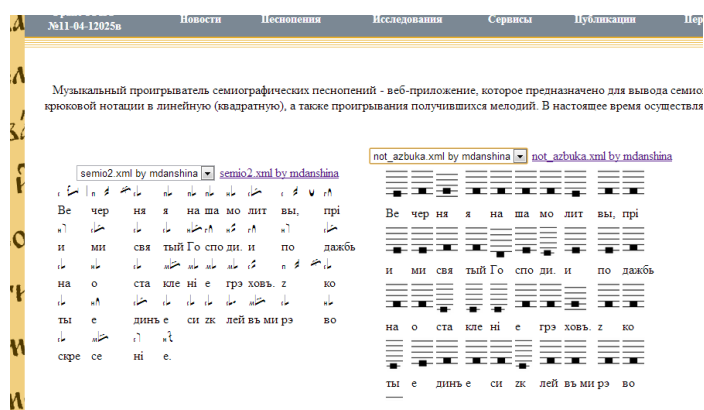 №11-04-12025в
Новости Песнопения Исследования Сервисы Публикации Пер
Музыкальный проигрыватель семиографических песнопений - веб-приложение, которое предназначено для вывода семио
крюковой нотации в линейную (квадратную), а также проигрывания получившихся мелодий. В настоящее время осуществля
semio2.xml by mdanshina semio2.xml by mdanshina
Ве чер ня я на ша мо лит вы, прі
и ми свя тый Го спо ди. и по дажбь
на о ста кле ні е грэ ховъ. z ко
ты е динъ е си zк лей въ ми рэ во
скре се ні е.
not_azbuka.xml by mdanshina not_azbuka.xml by mdanshina
Ве чер ня я на ша мо лит вы, прі
и ми свя тый Го спо ди. и по дажбь
на о ста кле ні е грэ ховъ. z ко
ты е динъ е си zк лей въ ми рэ во